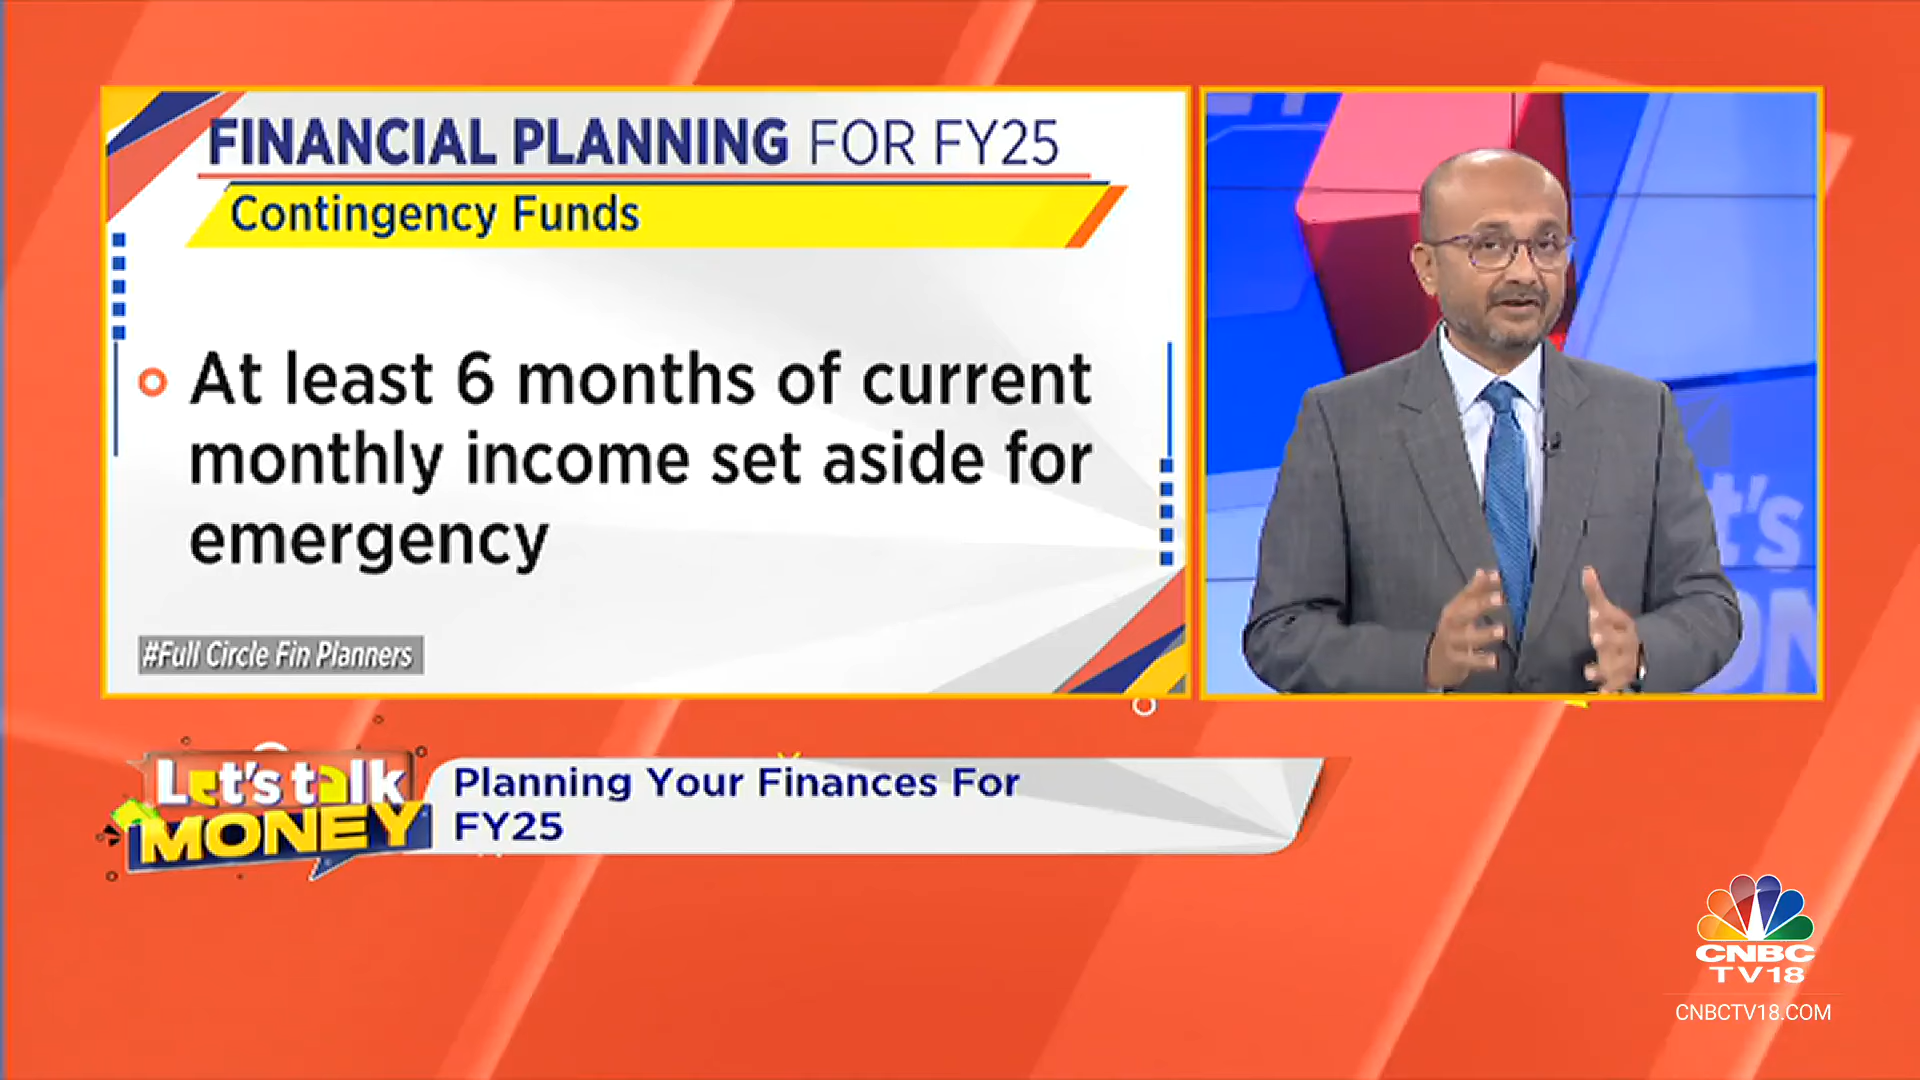 FINANCIAL PLANNING FOR FY25
Contingency Funds
At least 6 months of current
monthly income set aside for
emergency
#Full Circle Fin Planners
t's
Let's talk
MONEY
Planning Your Finances For
FY25
CNBC
TV18
CNBCTV18.COM